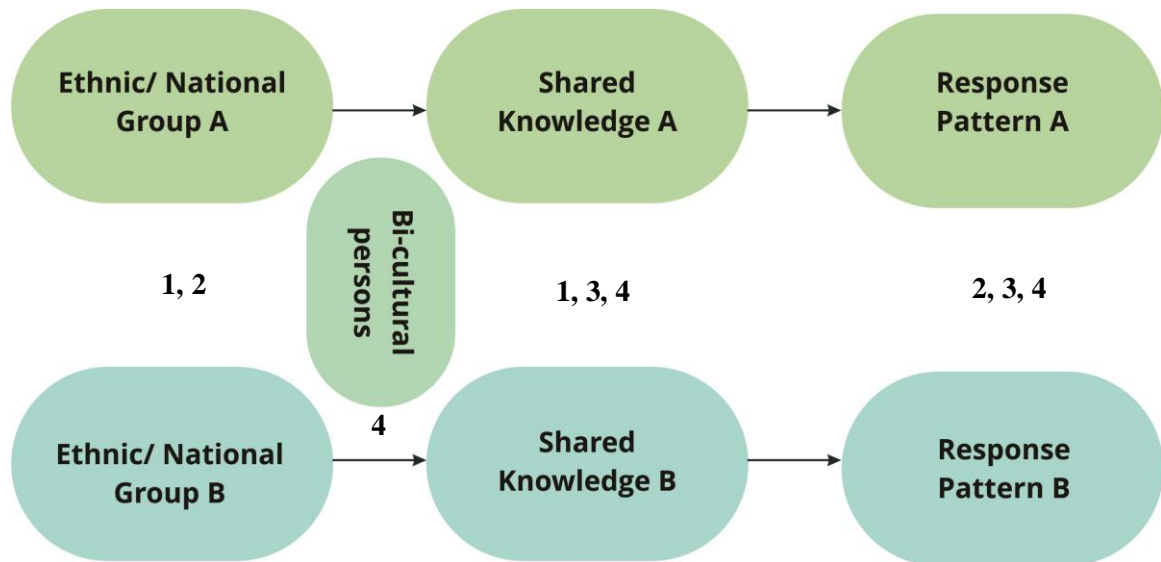 Ethnic/ National
Group A
Shared
Knowledge A
Response
Pattern A
Bi-cultural
persons
1, 2
1, 3, 4
2, 3, 4
4
Ethnic/ National
Group B
Shared
Knowledge B
Response
Pattern B